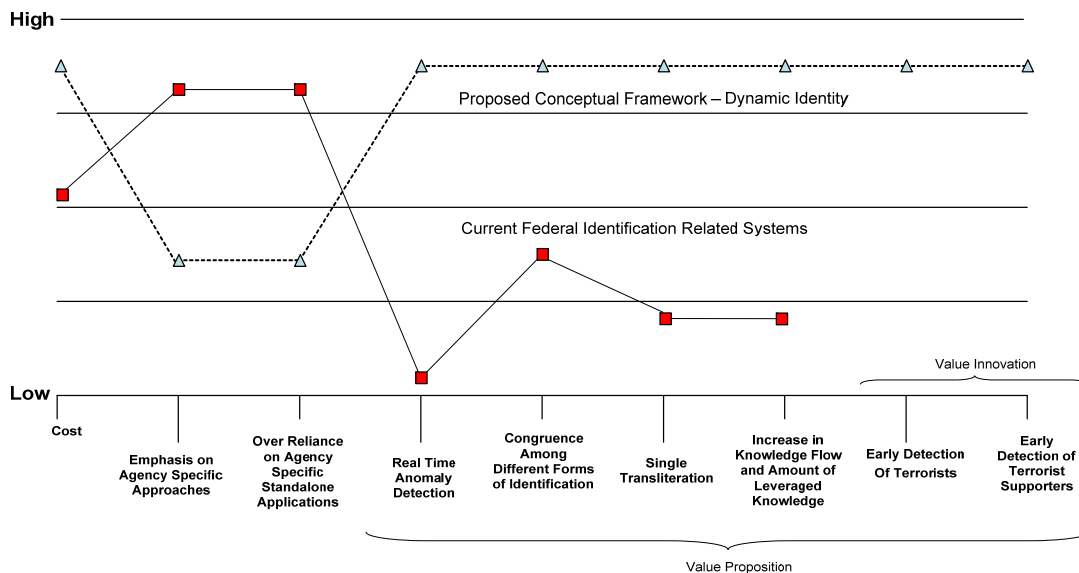 High
Proposed Conceptual Framework – Dynamic Identity
Current Federal Identification Related Systems
Value Innovation
Low
Cost
Emphasis on
Agency Specific
Approaches
Over Reliance
on Agency
Specific
Standalone
Applications
Real Time
Anomaly
Detection
Congruence
Among
Different Forms
of Identification
Single
Transliteration
Increase in
Knowledge Flow
and Amount of
Leveraged
Knowledge
Early Detection
Of Terrorists
Early
Detection of
Terrorist
Supporters
Value Proposition